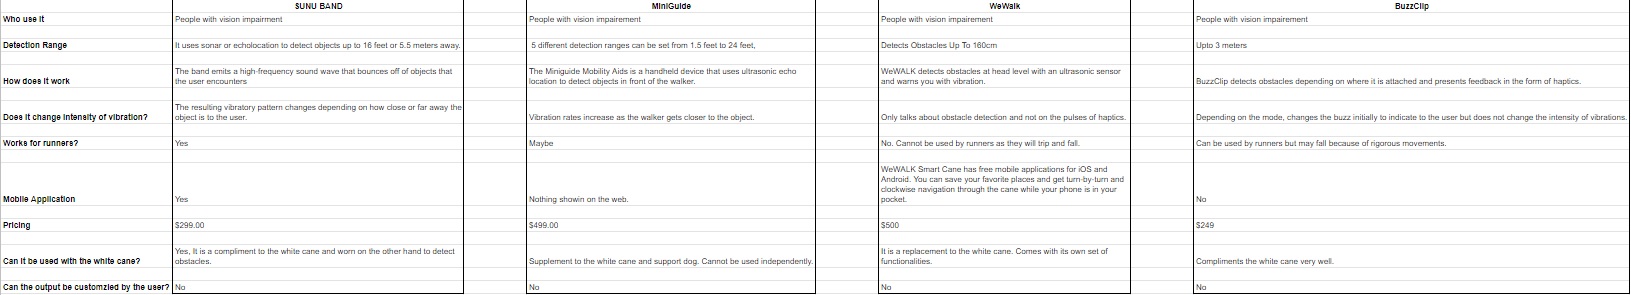 SUNU BAND MiniGuide WeWalk BuzzClip
Who use it People with vision impairment People with vision impairement People with vision impairement People with vision impairement
Detection Range It uses sonar or echolocation to detect objects up to 16 feet or 5.5 meters away. 5 different detection ranges can be set from 1.5 feet to 24 feet, Detects Obstacles Up To 160cm Upto 3 meters
How does it work
The band emits a high-frequency sound wave that bounces off of objects that
the user encounters
The Miniguide Mobility Aids is a handheld device that uses ultrasonic echo
location to detect objects in front of the walker.
WeWALK detects obstacles at head level with an ultrasonic sensor
and warns you with vibration.
BuzzClip detects obstacles depending on where it is attached and presents feedback in the form of haptics.
Does it change intensity of vibration?
The resulting vibratory pattern changes depending on how close or far away the
object is to the user.
Vibration rates increase as the walker gets closer to the object.
Only talks about obstacle detection and not on the pulses of haptics.
Depending on the mode, changes the buzz initially to indicate to the user but does not change the intensity of vibrations.
Works for runners? Yes Maybe No. Cannot be used by runners as they will trip and fall. Can be used by runners but may fall because of rigorous movements.
Mobile Application
Yes
Nothing showin on the web.
WeWALK Smart Cane has free mobile applications for iOS and
Android. You can save your favorite places and get turn-by-turn and
clockwise navigation through the cane while your phone is in your
pocket.
No
Pricing $299.00 $499.00 $500 $249
Can it be used with the white cane?
Yes, It is a compliment to the white cane and worn on the other hand to detect
obstacles.
Supplement to the white cane and support dog. Cannot be used independently.
It is a replacement to the white cane. Comes with its own set of
functionalities.
Compliments the white cane very well.
Can the output be customzied by the user? No No No No